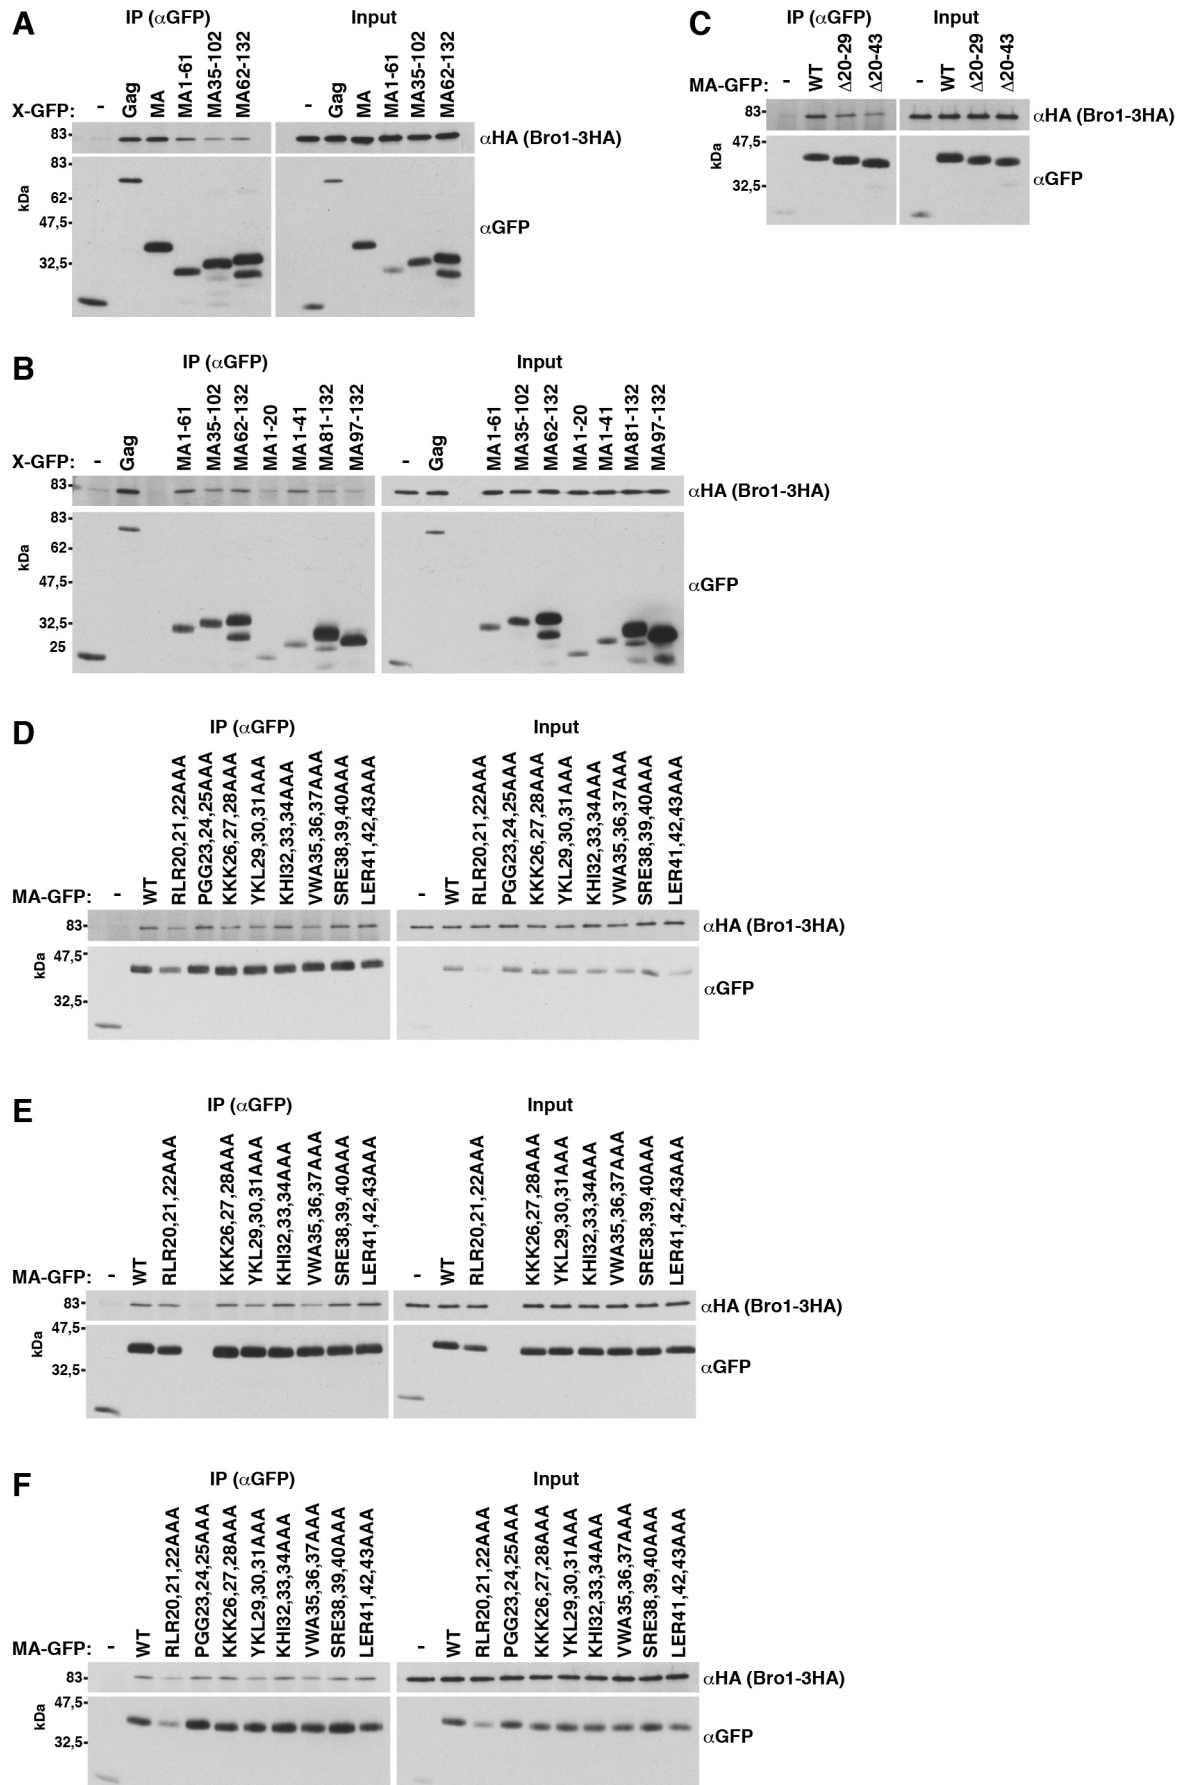 A
IP (αGFP) Input
X-GFP: - Gag MA MA1-61 MA35-102 MA62-132 - Gag MA MA1-61 MA35-102 MA62-132
83 αHA (Bro1-3HA)
83
62
47,5 αGFP
32,5
kDa
C
IP (αGFP) Input
MA-GFP: - WT Δ20-29 Δ20-43 - WT Δ20-29 Δ20-43
83 αHA (Bro1-3HA)
47,5
αGFP
32,5
kDa
B
IP (αGFP) Input
X-GFP: - Gag MA1-61 MA35-102 MA62-132 MA1-20 MA1-41 MA81-132 MA97-132 - Gag MA1-61 MA35-102 MA62-132 MA1-20 MA1-41 MA81-132 MA97-132
83 αHA (Bro1-3HA)
83
62
47,5 αGFP
32,5
25
kDa
D
IP (αGFP) Input
MA-GFP: - WT RLR20,21,22AAA PGG23,24,25AAA KKK26,27,28AAA YKL29,30,31AAA KHI32,33,34AAA VWA35,36,37AAA SRE38,39,40AAA LER41,42,43AAA - WT RLR20,21,22AAA PGG23,24,25AAA KKK26,27,28AAA YKL29,30,31AAA KHI32,33,34AAA VWA35,36,37AAA SRE38,39,40AAA LER41,42,43AAA
83 αHA (Bro1-3HA)
47,5
αGFP
32,5
kDa
E
IP (αGFP) Input
MA-GFP: - WT RLR20,21,22AAA KKK26,27,28AAA YKL29,30,31AAA KHI32,33,34AAA VWA35,36,37AAA SRE38,39,40AAA LER41,42,43AAA - WT RLR20,21,22AAA KKK26,27,28AAA YKL29,30,31AAA KHI32,33,34AAA VWA35,36,37AAA SRE38,39,40AAA LER41,42,43AAA
83 αHA (Bro1-3HA)
47,5
αGFP
32,5
kDa
F
IP (αGFP) Input
MA-GFP: - WT RLR20,21,22AAA PGG23,24,25AAA KKK26,27,28AAA YKL29,30,31AAA KHI32,33,34AAA VWA35,36,37AAA SRE38,39,40AAA LER41,42,43AAA - WT RLR20,21,22AAA PGG23,24,25AAA KKK26,27,28AAA YKL29,30,31AAA KHI32,33,34AAA VWA35,36,37AAA SRE38,39,40AAA LER41,42,43AAA
83 αHA (Bro1-3HA)
47,5
αGFP
32,5
kDa